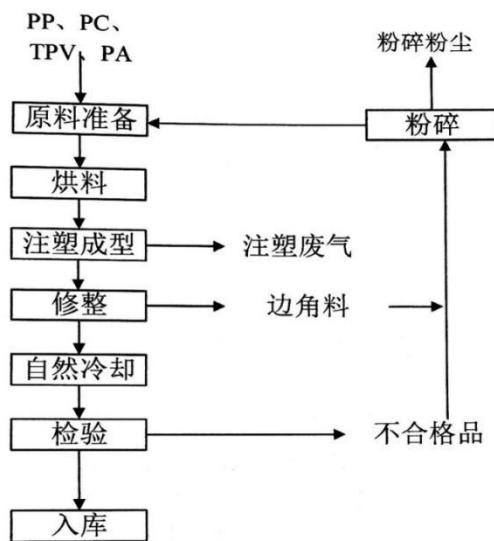 PP、PC、
TPV、PA
粉碎粉尘
原料准备
粉碎
烘料
注塑成型
注塑废气
修整
边角料
自然冷却
检验
不合格品
入库